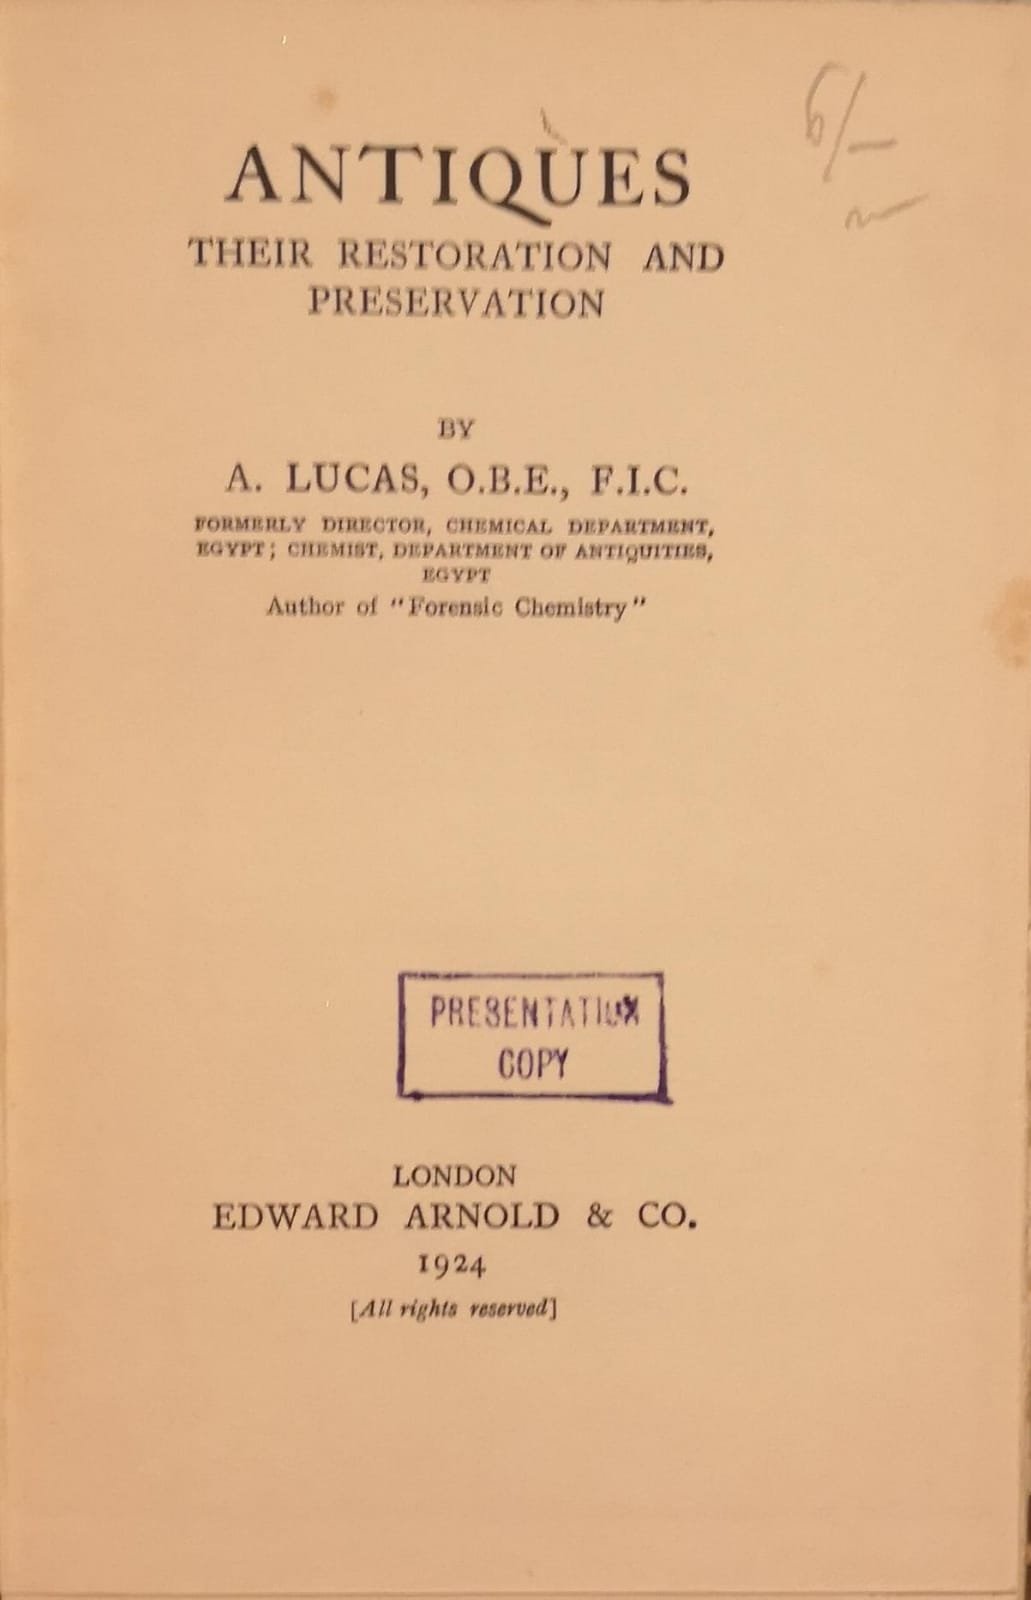 6/-
ANTIQUES
THEIR RESTORATION AND
PRESERVATION
BY
A. LUCAS, O.B.E., F.I.C.
FORMERLY DIRECTOR, CHEMICAL DEPARTMENT,
EGYPT; CHEMIST, DEPARTMENT OF ANTIQUITIES,
EGYPT
Author of "Forensic Chemistry"
PRESENTATION
COPY
LONDON
EDWARD ARNOLD & CO.
1924
[All rights reserved]